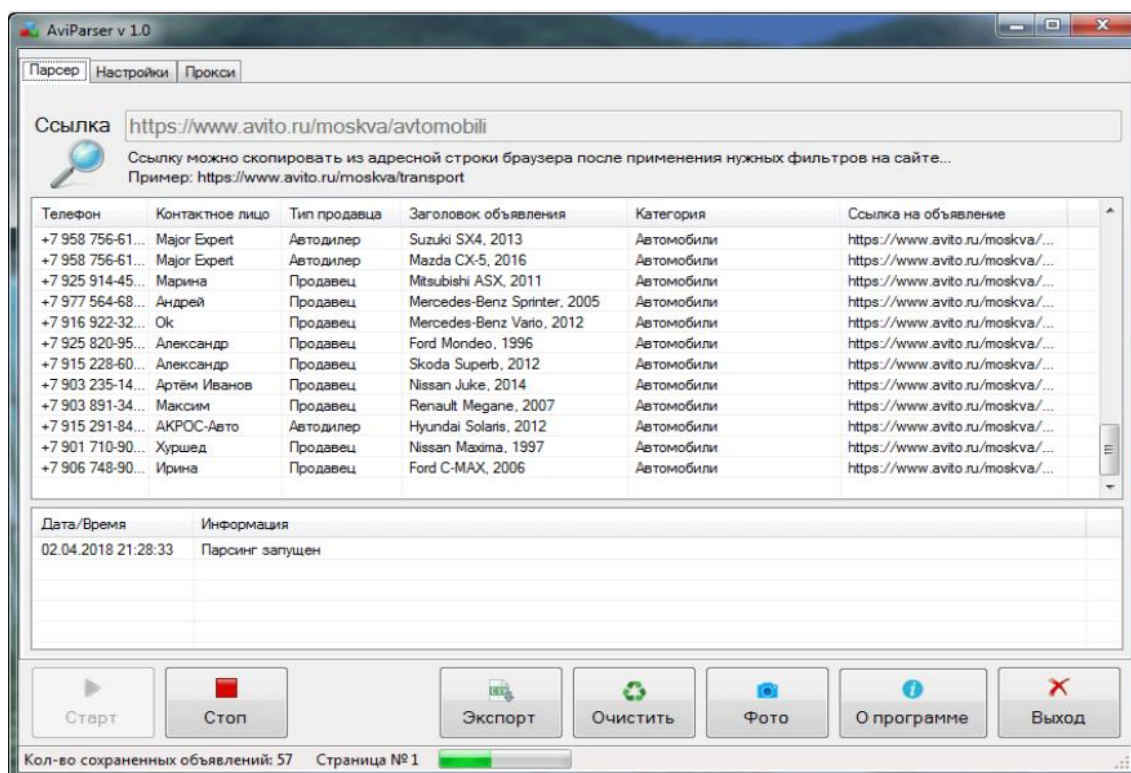 AviParser v 1.0
Парсер Настройки Прокси
Ссылка https://www.avito.ru/moskva/avtomobili
Ссылку можно скопировать из адресной строки браузера после применения нужных фильтров на сайте...
Пример: https://www.avito.ru/moskva/transport
Телефон Контактное лицо Тип продавца Заголовок объявления Категория Ссылка на объявление
+7 958 756-61... Major Expert Автодилер Suzuki SX4, 2013 Автомобили https://www.avito.ru/moskva/...
+7 958 756-61... Major Expert Автодилер Mazda CX-5, 2016 Автомобили https://www.avito.ru/moskva/...
+7 925 914-45... Марина Продавец Mitsubishi ASX, 2011 Автомобили https://www.avito.ru/moskva/...
+7 977 564-68... Андрей Продавец Mercedes-Benz Sprinter, 2005 Автомобили https://www.avito.ru/moskva/...
+7 916 922-32... Ok Продавец Mercedes-Benz Vario, 2012 Автомобили https://www.avito.ru/moskva/...
+7 925 820-95... Александр Продавец Ford Mondeo, 1996 Автомобили https://www.avito.ru/moskva/...
+7 915 228-60... Александр Продавец Skoda Superb, 2012 Автомобили https://www.avito.ru/moskva/...
+7 903 235-14... Артём Иванов Продавец Nissan Juke, 2014 Автомобили https://www.avito.ru/moskva/...
+7 903 891-34... Максим Продавец Renault Megane, 2007 Автомобили https://www.avito.ru/moskva/...
+7 915 291-84... АКРОС-Авто Автодилер Hyundai Solaris, 2012 Автомобили https://www.avito.ru/moskva/...
+7 901 710-90... Хуршед Продавец Nissan Maxima, 1997 Автомобили https://www.avito.ru/moskva/...
+7 906 748-90... Ирина Продавец Ford C-MAX, 2006 Автомобили https://www.avito.ru/moskva/...
Дата/Время Информация
02.04.2018 21:28:33 Парсинг запущен
Старт Стоп Экспорт Очистить Фото О программе Выход
Кол-во сохраненных объявлений: 57 Страница № 1